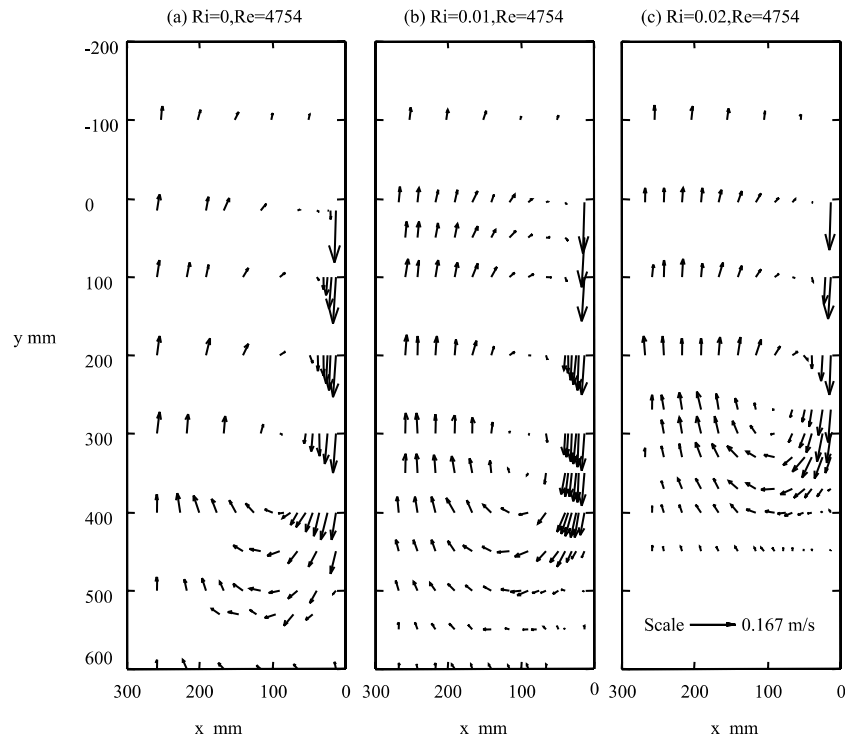 (a) Ri=0,Re=4754
(b) Ri=0.01,Re=4754
(c) Ri=0.02,Re=4754
-200
-100
0
100
200
300
400
500
600
y mm
Scale 0.167 m/s
300 200 100 0
300 200 100 0
300 200 100 0
x mm
x mm
x mm